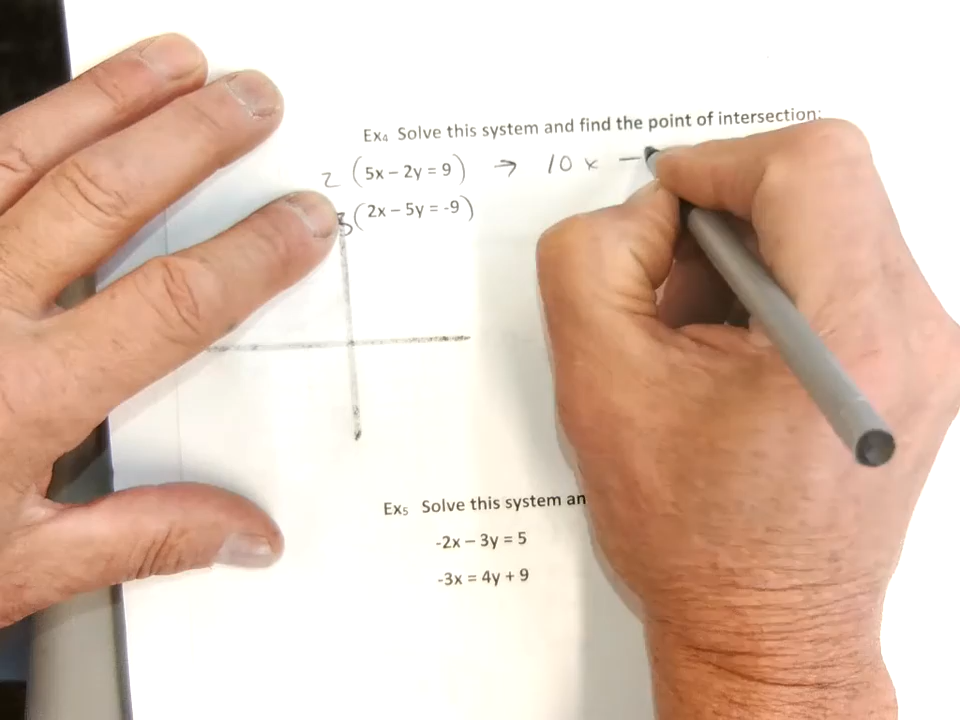 Ex4 Solve this system and find the point of intersection:
2 (5x – 2y = 9) → 10x –
(2x – 5y = -9)
Ex5 Solve this system an
-2x – 3y = 5
-3x = 4y + 9